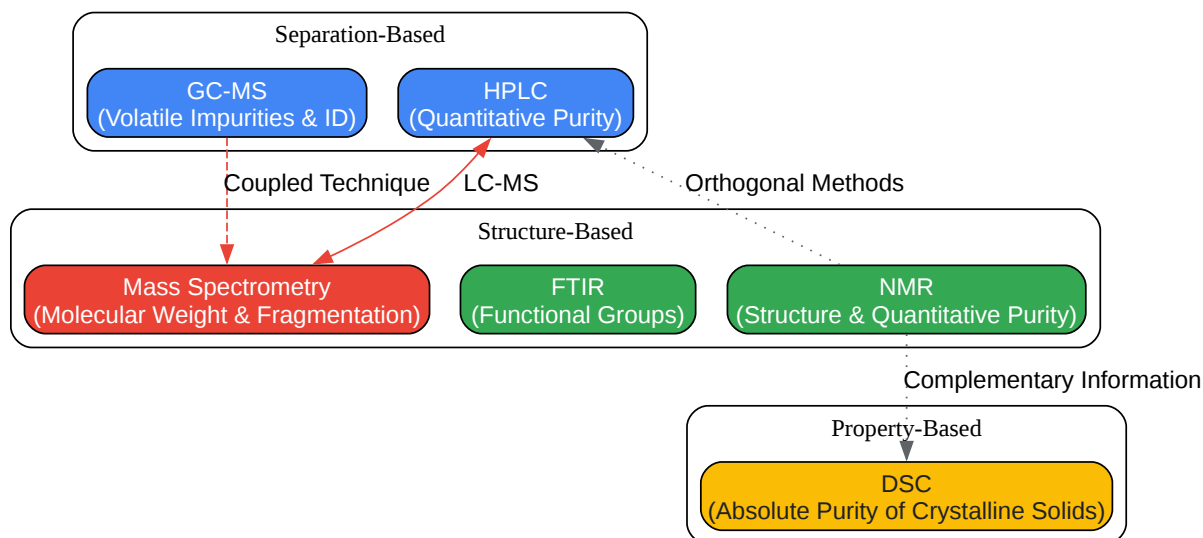 Separation-Based
GC-MS
(Volatile Impurities & ID)
HPLC
(Quantitative Purity)
Coupled Technique
LC-MS
Orthogonal Methods
Structure-Based
Mass Spectrometry
(Molecular Weight & Fragmentation)
FTIR
(Functional Groups)
NMR
(Structure & Quantitative Purity)
Complementary Information
Property-Based
DSC
(Absolute Purity of Crystalline Solids)